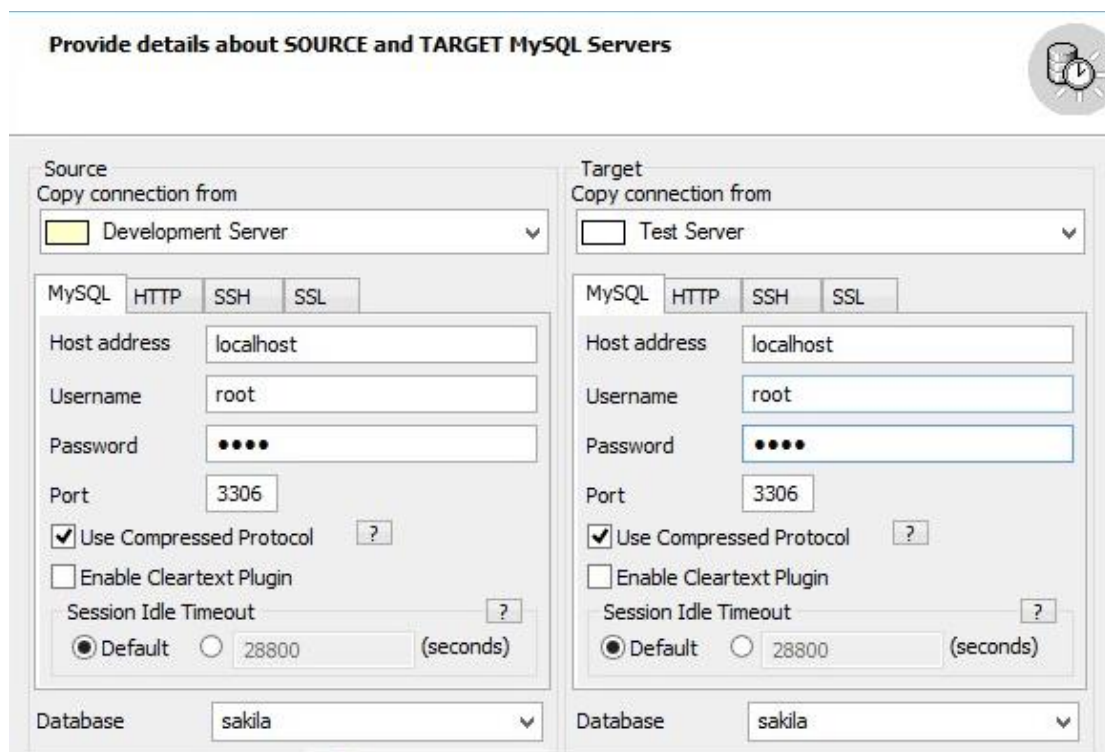 Provide details about SOURCE and TARGET MySQL Servers
Source
Copy connection from
Development Server
MySQL HTTP SSH SSL
Host address localhost
Username root
Password ••••
Port 3306
Use Compressed Protocol ?
Enable Cleartext Plugin
Session Idle Timeout ?
Default 28800 (seconds)
Database sakila
Target
Copy connection from
Test Server
MySQL HTTP SSH SSL
Host address localhost
Username root
Password ••••
Port 3306
Use Compressed Protocol ?
Enable Cleartext Plugin
Session Idle Timeout ?
Default 28800 (seconds)
Database sakila